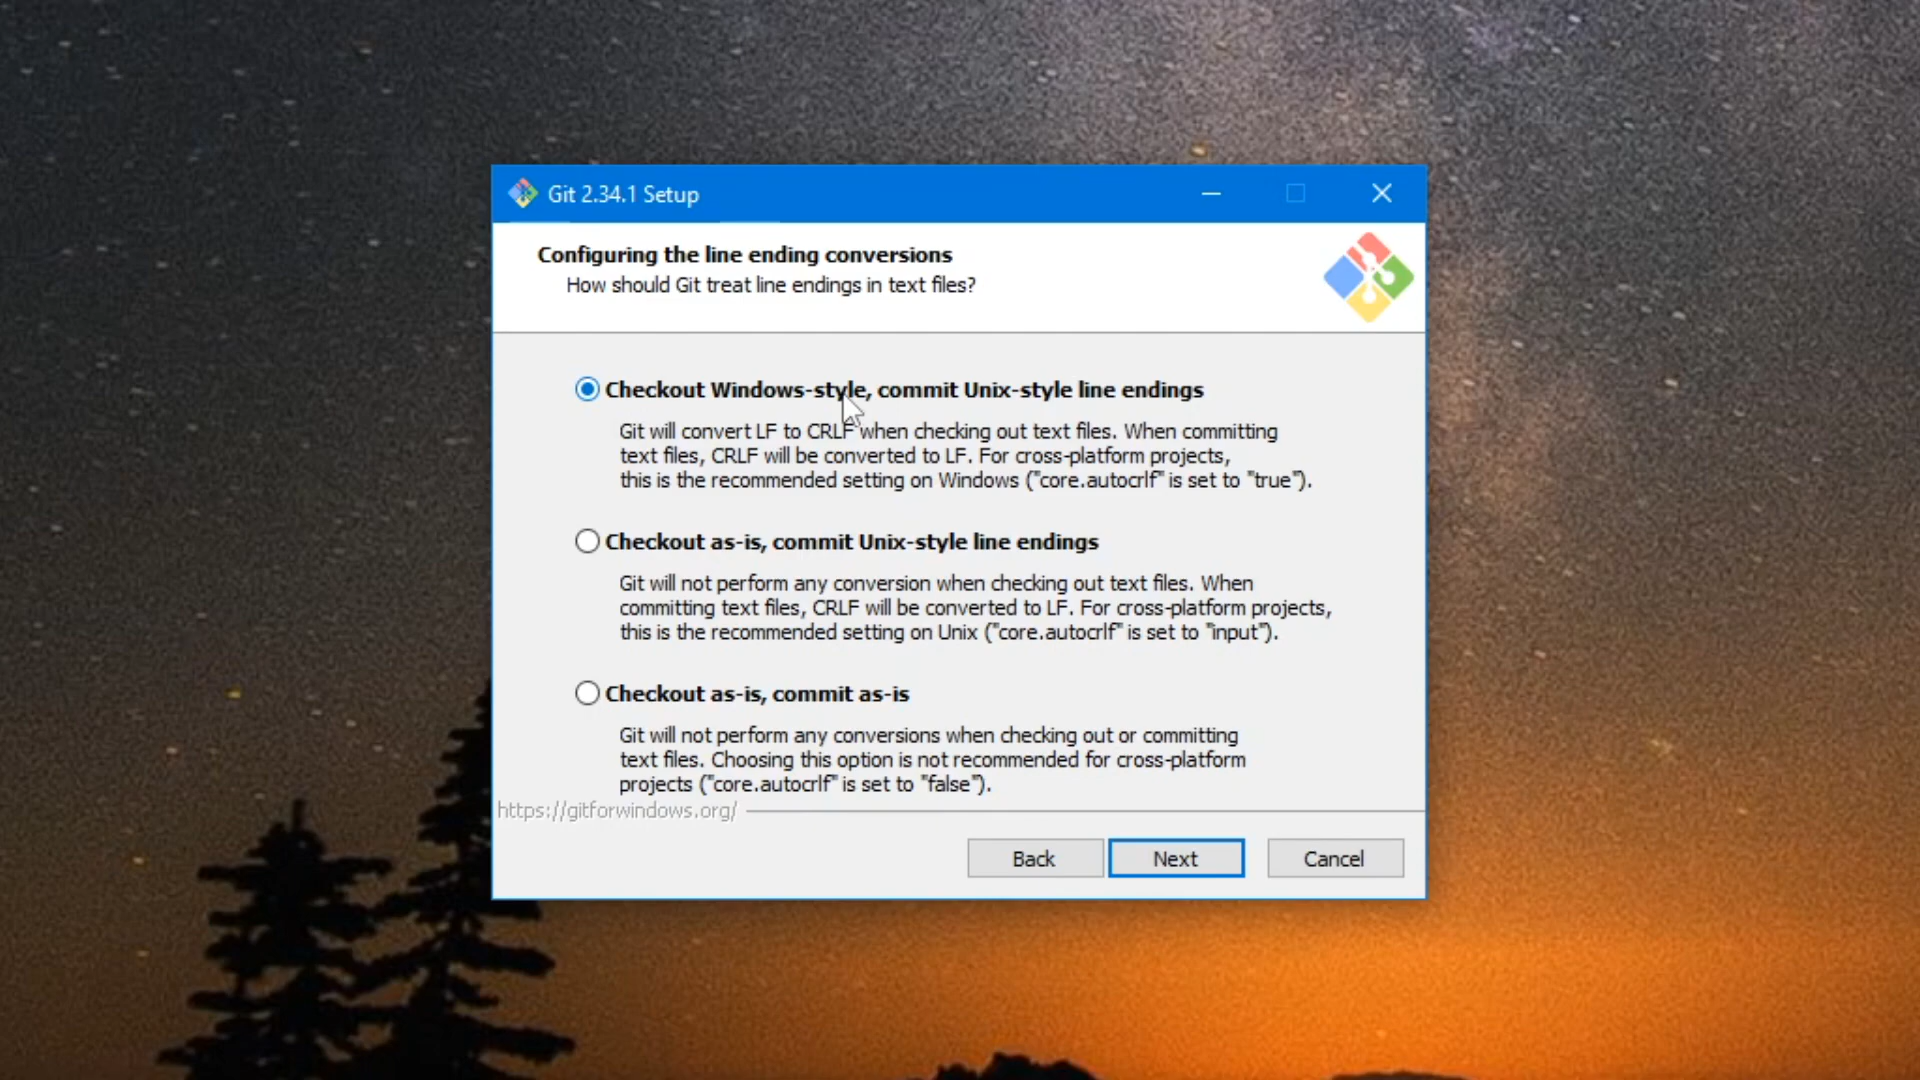 Git 2.34.1 Setup
Configuring the line ending conversions
How should Git treat line endings in text files?
Checkout Windows-style, commit Unix-style line endings
Git will convert LF to CRLF when checking out text files. When committing
text files, CRLF will be converted to LF. For cross-platform projects,
this is the recommended setting on Windows ("core.autocrlf" is set to "true").
Checkout as-is, commit Unix-style line endings
Git will not perform any conversion when checking out text files. When
committing text files, CRLF will be converted to LF. For cross-platform projects,
this is the recommended setting on Unix ("core.autocrlf" is set to "input").
Checkout as-is, commit as-is
Git will not perform any conversions when checking out or committing
text files. Choosing this option is not recommended for cross-platform
projects ("core.autocrlf" is set to "false").
https://gitforwindows.org/
Back Next Cancel